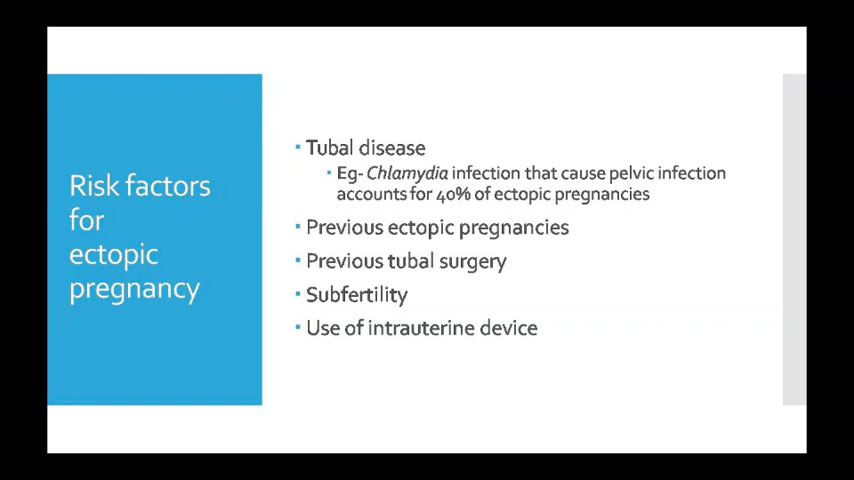 Risk factors
for
ectopic
pregnancy
▪ Tubal disease
▪ Eg- Chlamydia infection that cause pelvic infection
accounts for 40% of ectopic pregnancies
▪ Previous ectopic pregnancies
▪ Previous tubal surgery
▪ Subfertility
▪ Use of intrauterine device